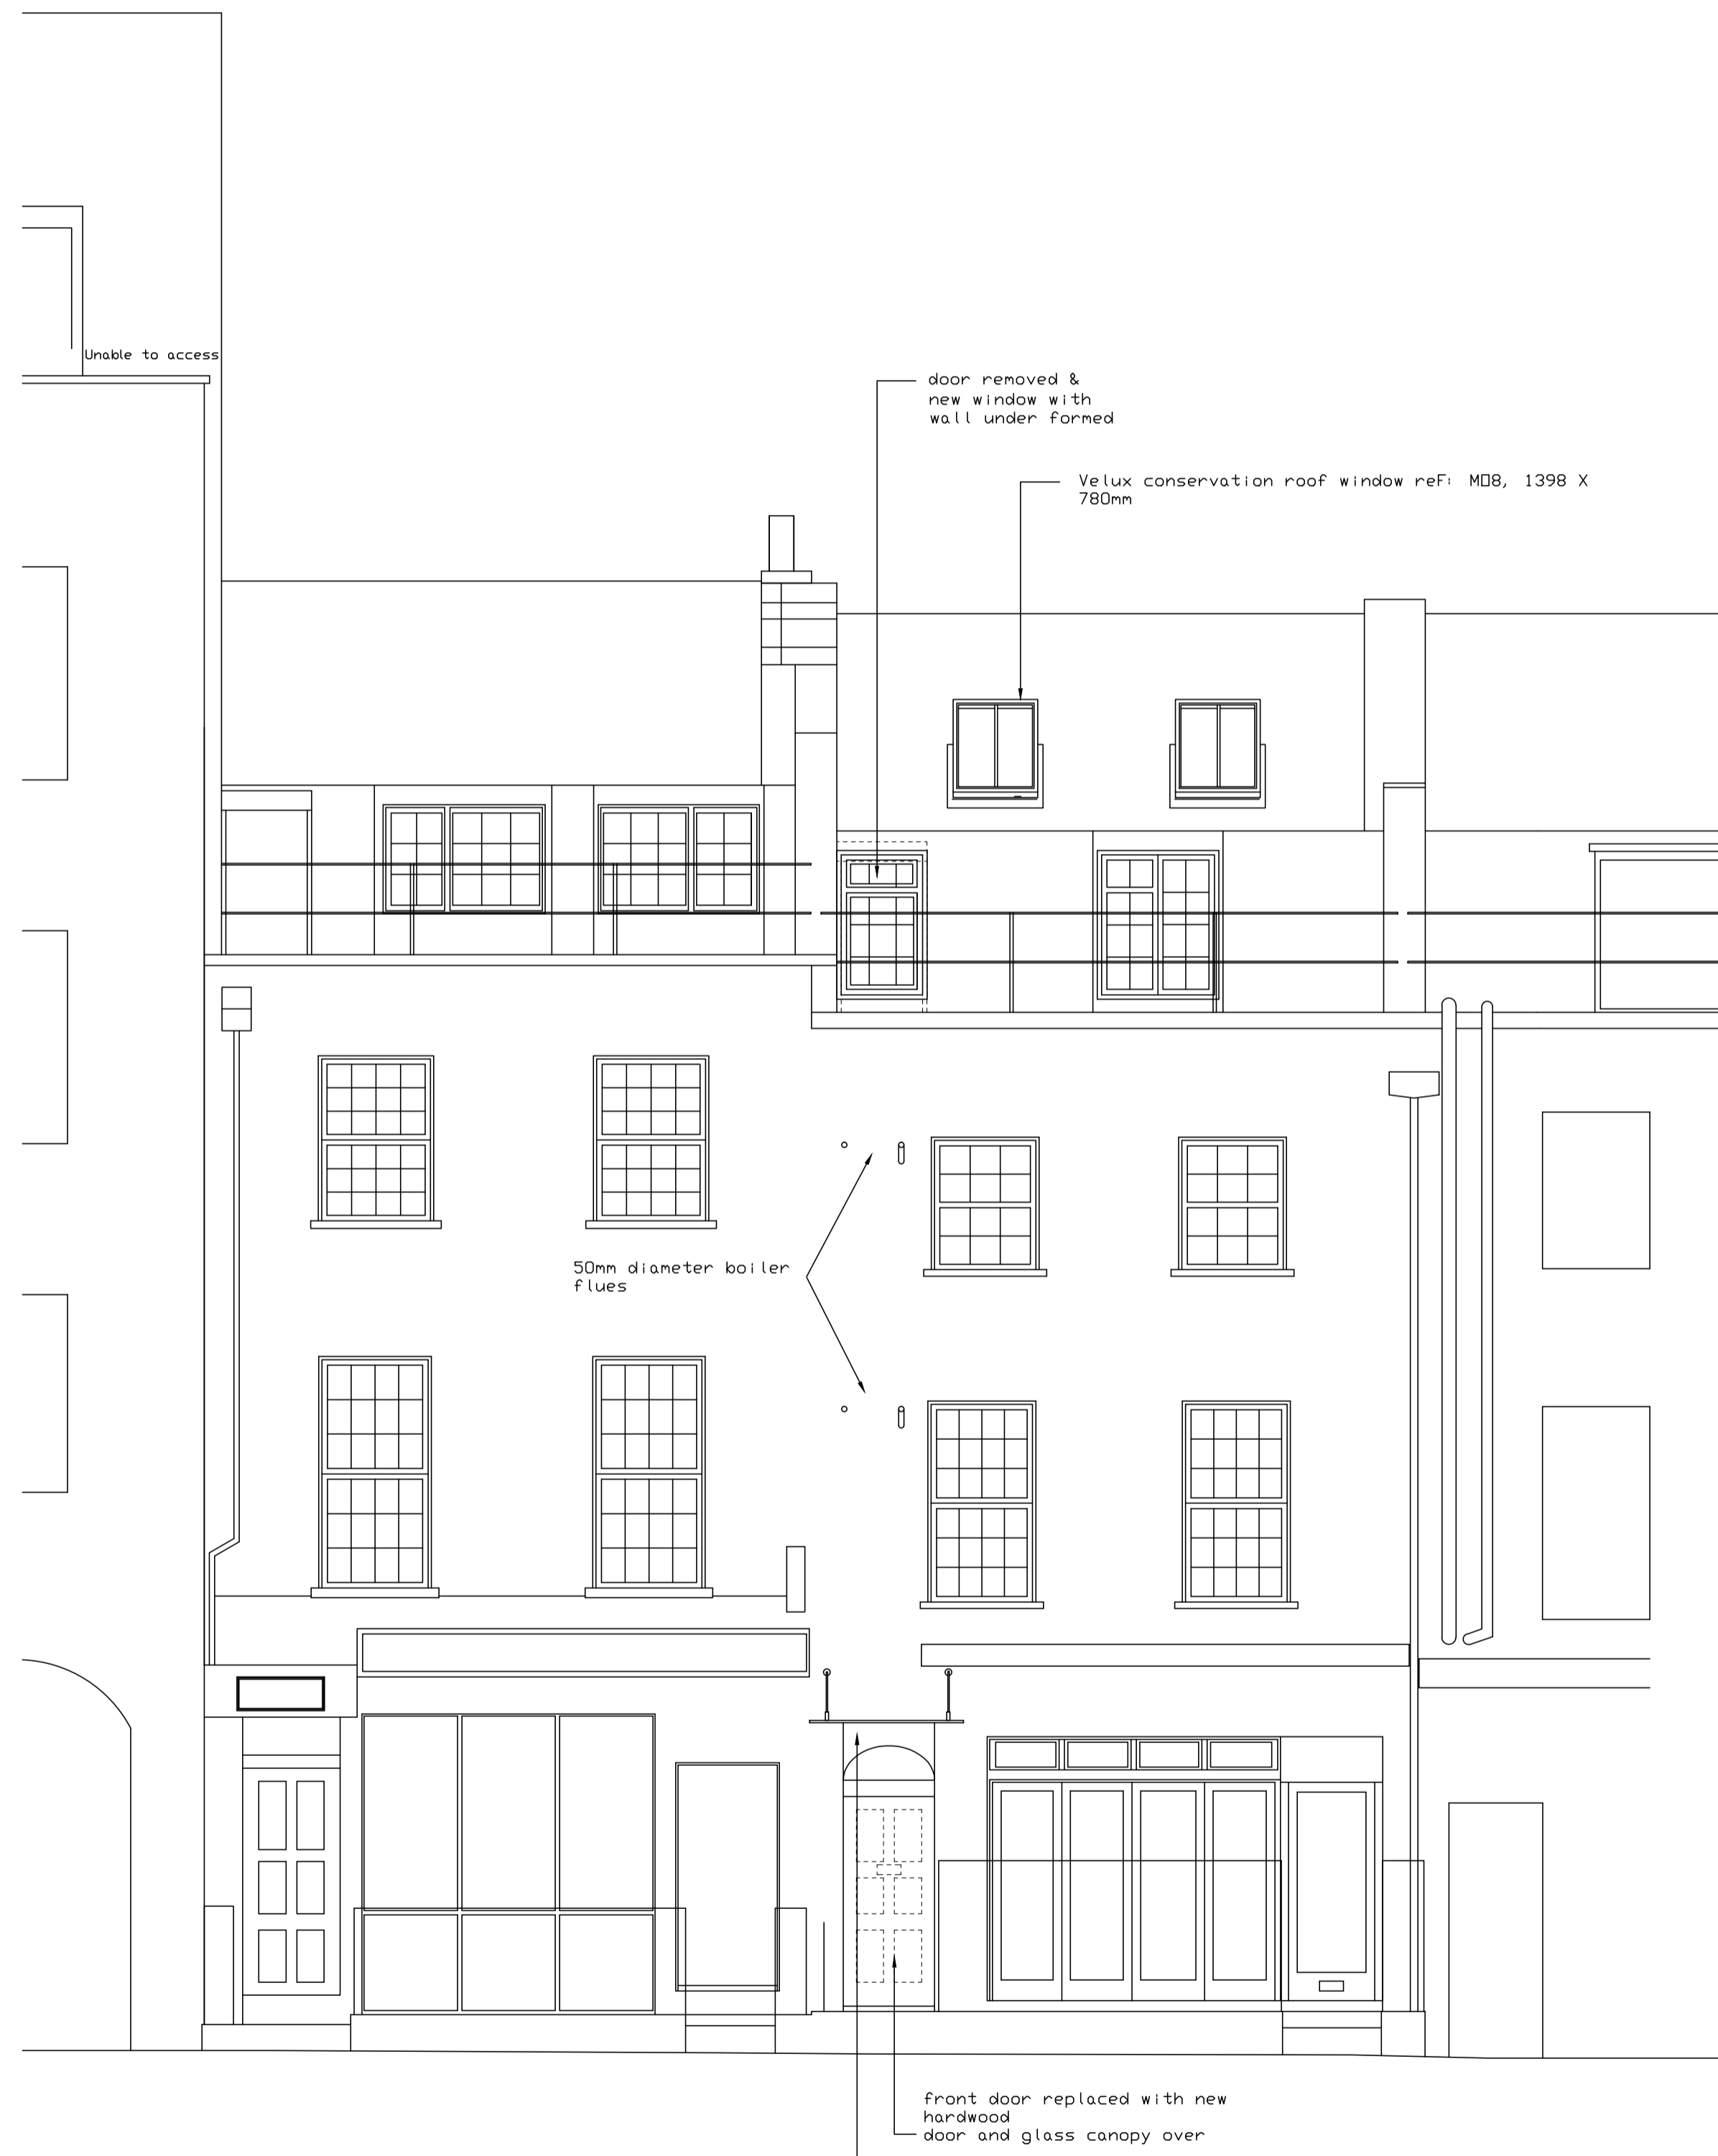 Unable to access
door removed &
new window with
wall under formed
Velux conservation roof window reF: M08, 1398 X
780mm
50mm diameter boiler
flues
front door replaced with new
hardwood
door and glass canopy over